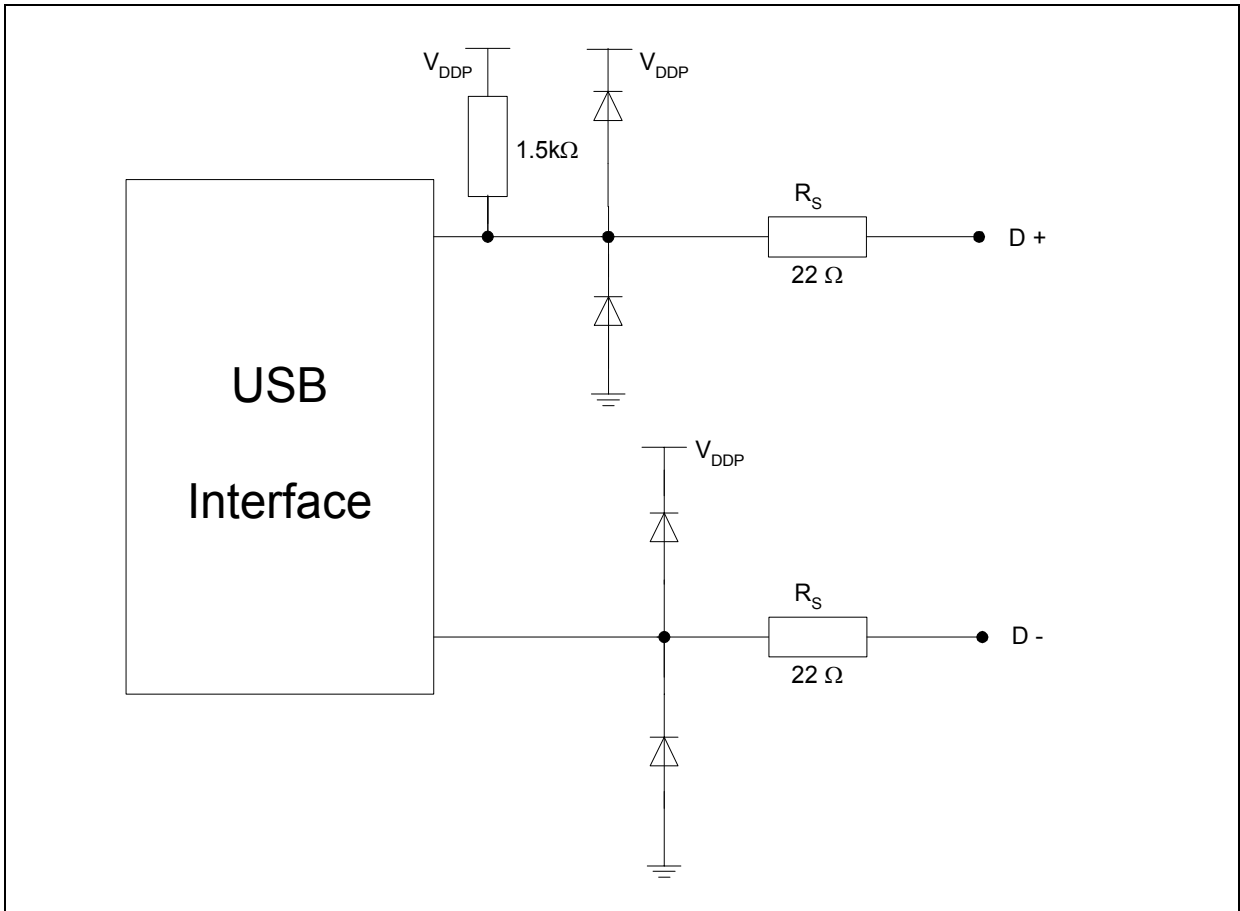 V_DDP
V_DDP
1.5kΩ
R_S
D +
22 Ω
USB
Interface
V_DDP
R_S
D -
22 Ω